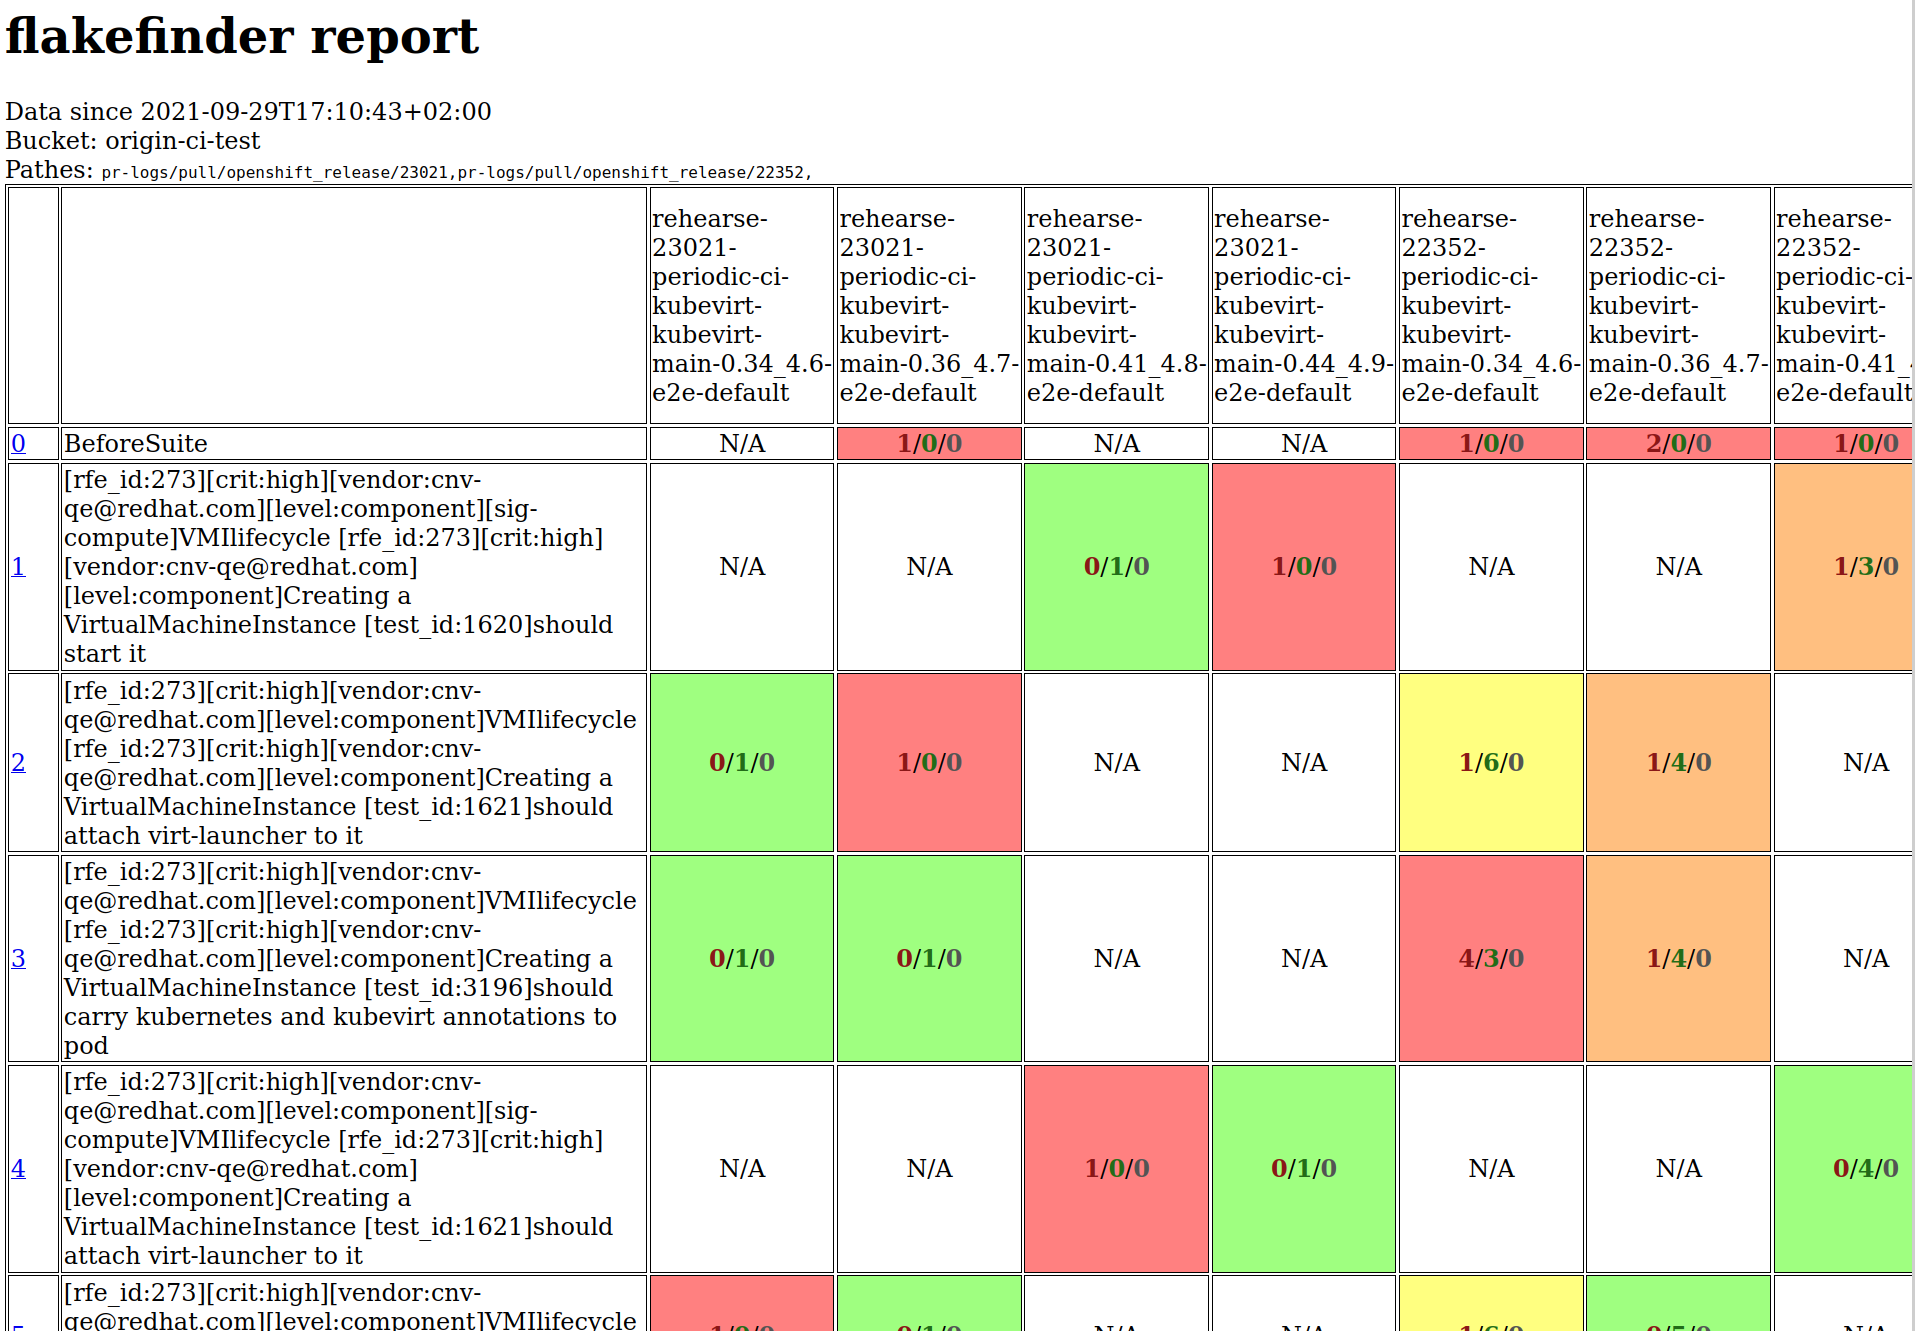 flakefinder report
Data since 2021-09-29T17:10:43+02:00
Bucket: origin-ci-test
Pathes: pr-logs/pull/openshift_release/23021,pr-logs/pull/openshift_release/22352,
rehearse-
23021-
periodic-ci-
kubevirt-
kubevirt-
main-0.34_4.6-
e2e-default
rehearse-
23021-
periodic-ci-
kubevirt-
kubevirt-
main-0.36_4.7-
e2e-default
rehearse-
23021-
periodic-ci-
kubevirt-
kubevirt-
main-0.41_4.8-
e2e-default
rehearse-
23021-
periodic-ci-
kubevirt-
kubevirt-
main-0.44_4.9-
e2e-default
rehearse-
22352-
periodic-ci-
kubevirt-
kubevirt-
main-0.34_4.6-
e2e-default
rehearse-
22352-
periodic-ci-
kubevirt-
kubevirt-
main-0.36_4.7-
e2e-default
rehearse-
22352-
periodic-ci-
kubevirt-
kubevirt-
main-0.41_
e2e-default
0 BeforeSuite N/A 1/0/0 N/A N/A 1/0/0 2/0/0 1/0/0
1
[rfe_id:273][crit:high][vendor:cnv-
qe@redhat.com][level:component][sig-
compute]VMIlifecycle [rfe_id:273][crit:high]
[vendor:cnv-qe@redhat.com]
[level:component]Creating a
VirtualMachineInstance [test_id:1620]should
start it
N/A N/A 0/1/0 1/0/0 N/A N/A 1/3/0
2
[rfe_id:273][crit:high][vendor:cnv-
qe@redhat.com][level:component]VMIlifecycle
[rfe_id:273][crit:high][vendor:cnv-
qe@redhat.com][level:component]Creating a
VirtualMachineInstance [test_id:1621]should
attach virt-launcher to it
0/1/0 1/0/0 N/A N/A 1/6/0 1/4/0 N/A
3
[rfe_id:273][crit:high][vendor:cnv-
qe@redhat.com][level:component]VMIlifecycle
[rfe_id:273][crit:high][vendor:cnv-
qe@redhat.com][level:component]Creating a
VirtualMachineInstance [test_id:3196]should
carry kubernetes and kubevirt annotations to
pod
0/1/0 0/1/0 N/A N/A 4/3/0 1/4/0 N/A
4
[rfe_id:273][crit:high][vendor:cnv-
qe@redhat.com][level:component][sig-
compute]VMIlifecycle [rfe_id:273][crit:high]
[vendor:cnv-qe@redhat.com]
[level:component]Creating a
VirtualMachineInstance [test_id:1621]should
attach virt-launcher to it
N/A N/A 1/0/0 0/1/0 N/A N/A 0/4/0
[rfe_id:273][crit:high][vendor:cnv-
qe@redhat.com][level:component]VMIlifecycle